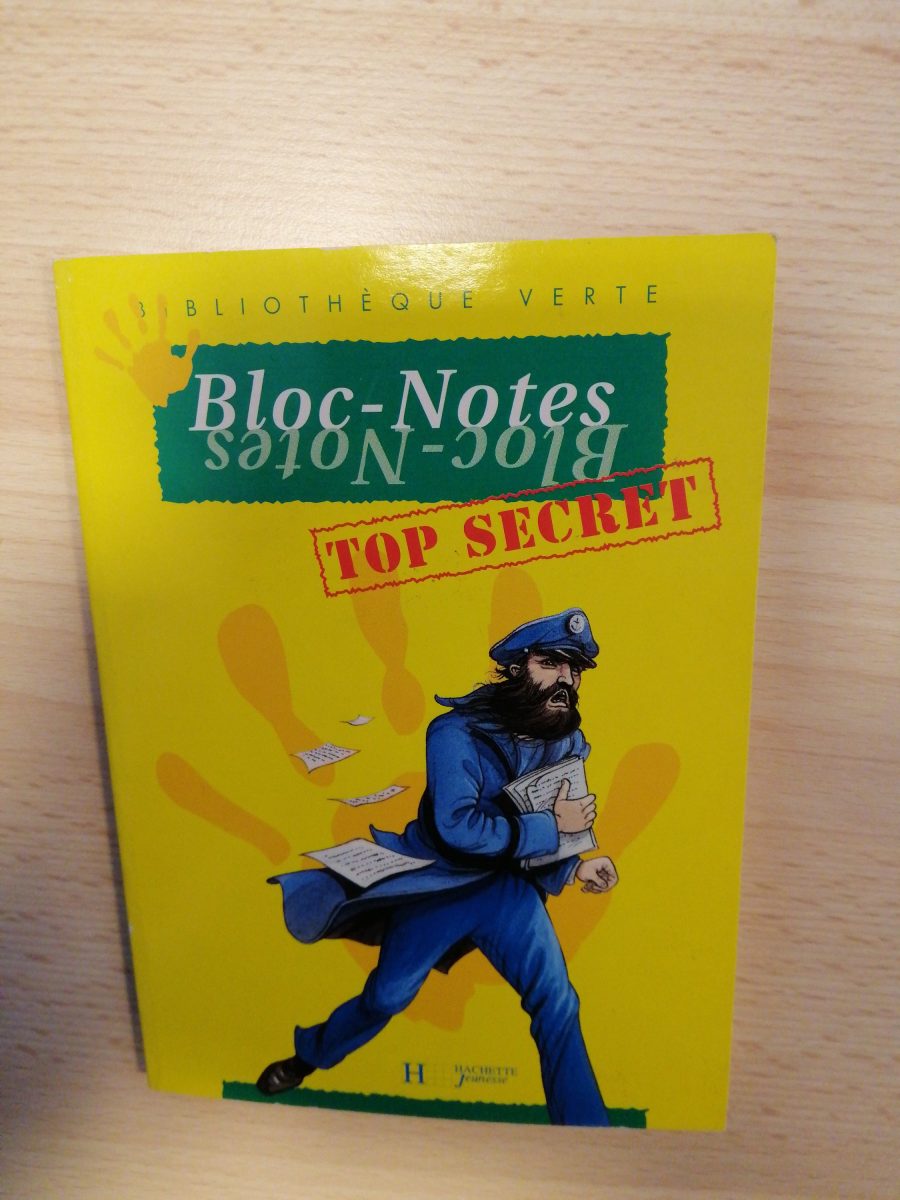 BIBLIOTHÈQUE VERTE
Bloc-Notes
Bloc-Notes
TOP SECRET
H HACHETTE
Jeunesse